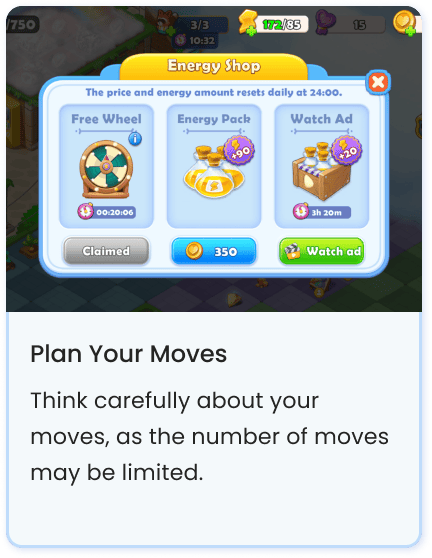 /750
3/3
10:32
172/85
15
Energy Shop
The price and energy amount resets daily at 24:00.
Free Wheel
Energy Pack
Watch Ad
i
+90
+20
00:20:06
3h 20m
Claimed
350
Watch ad
Plan Your Moves
Think carefully about your
moves, as the number of moves
may be limited.